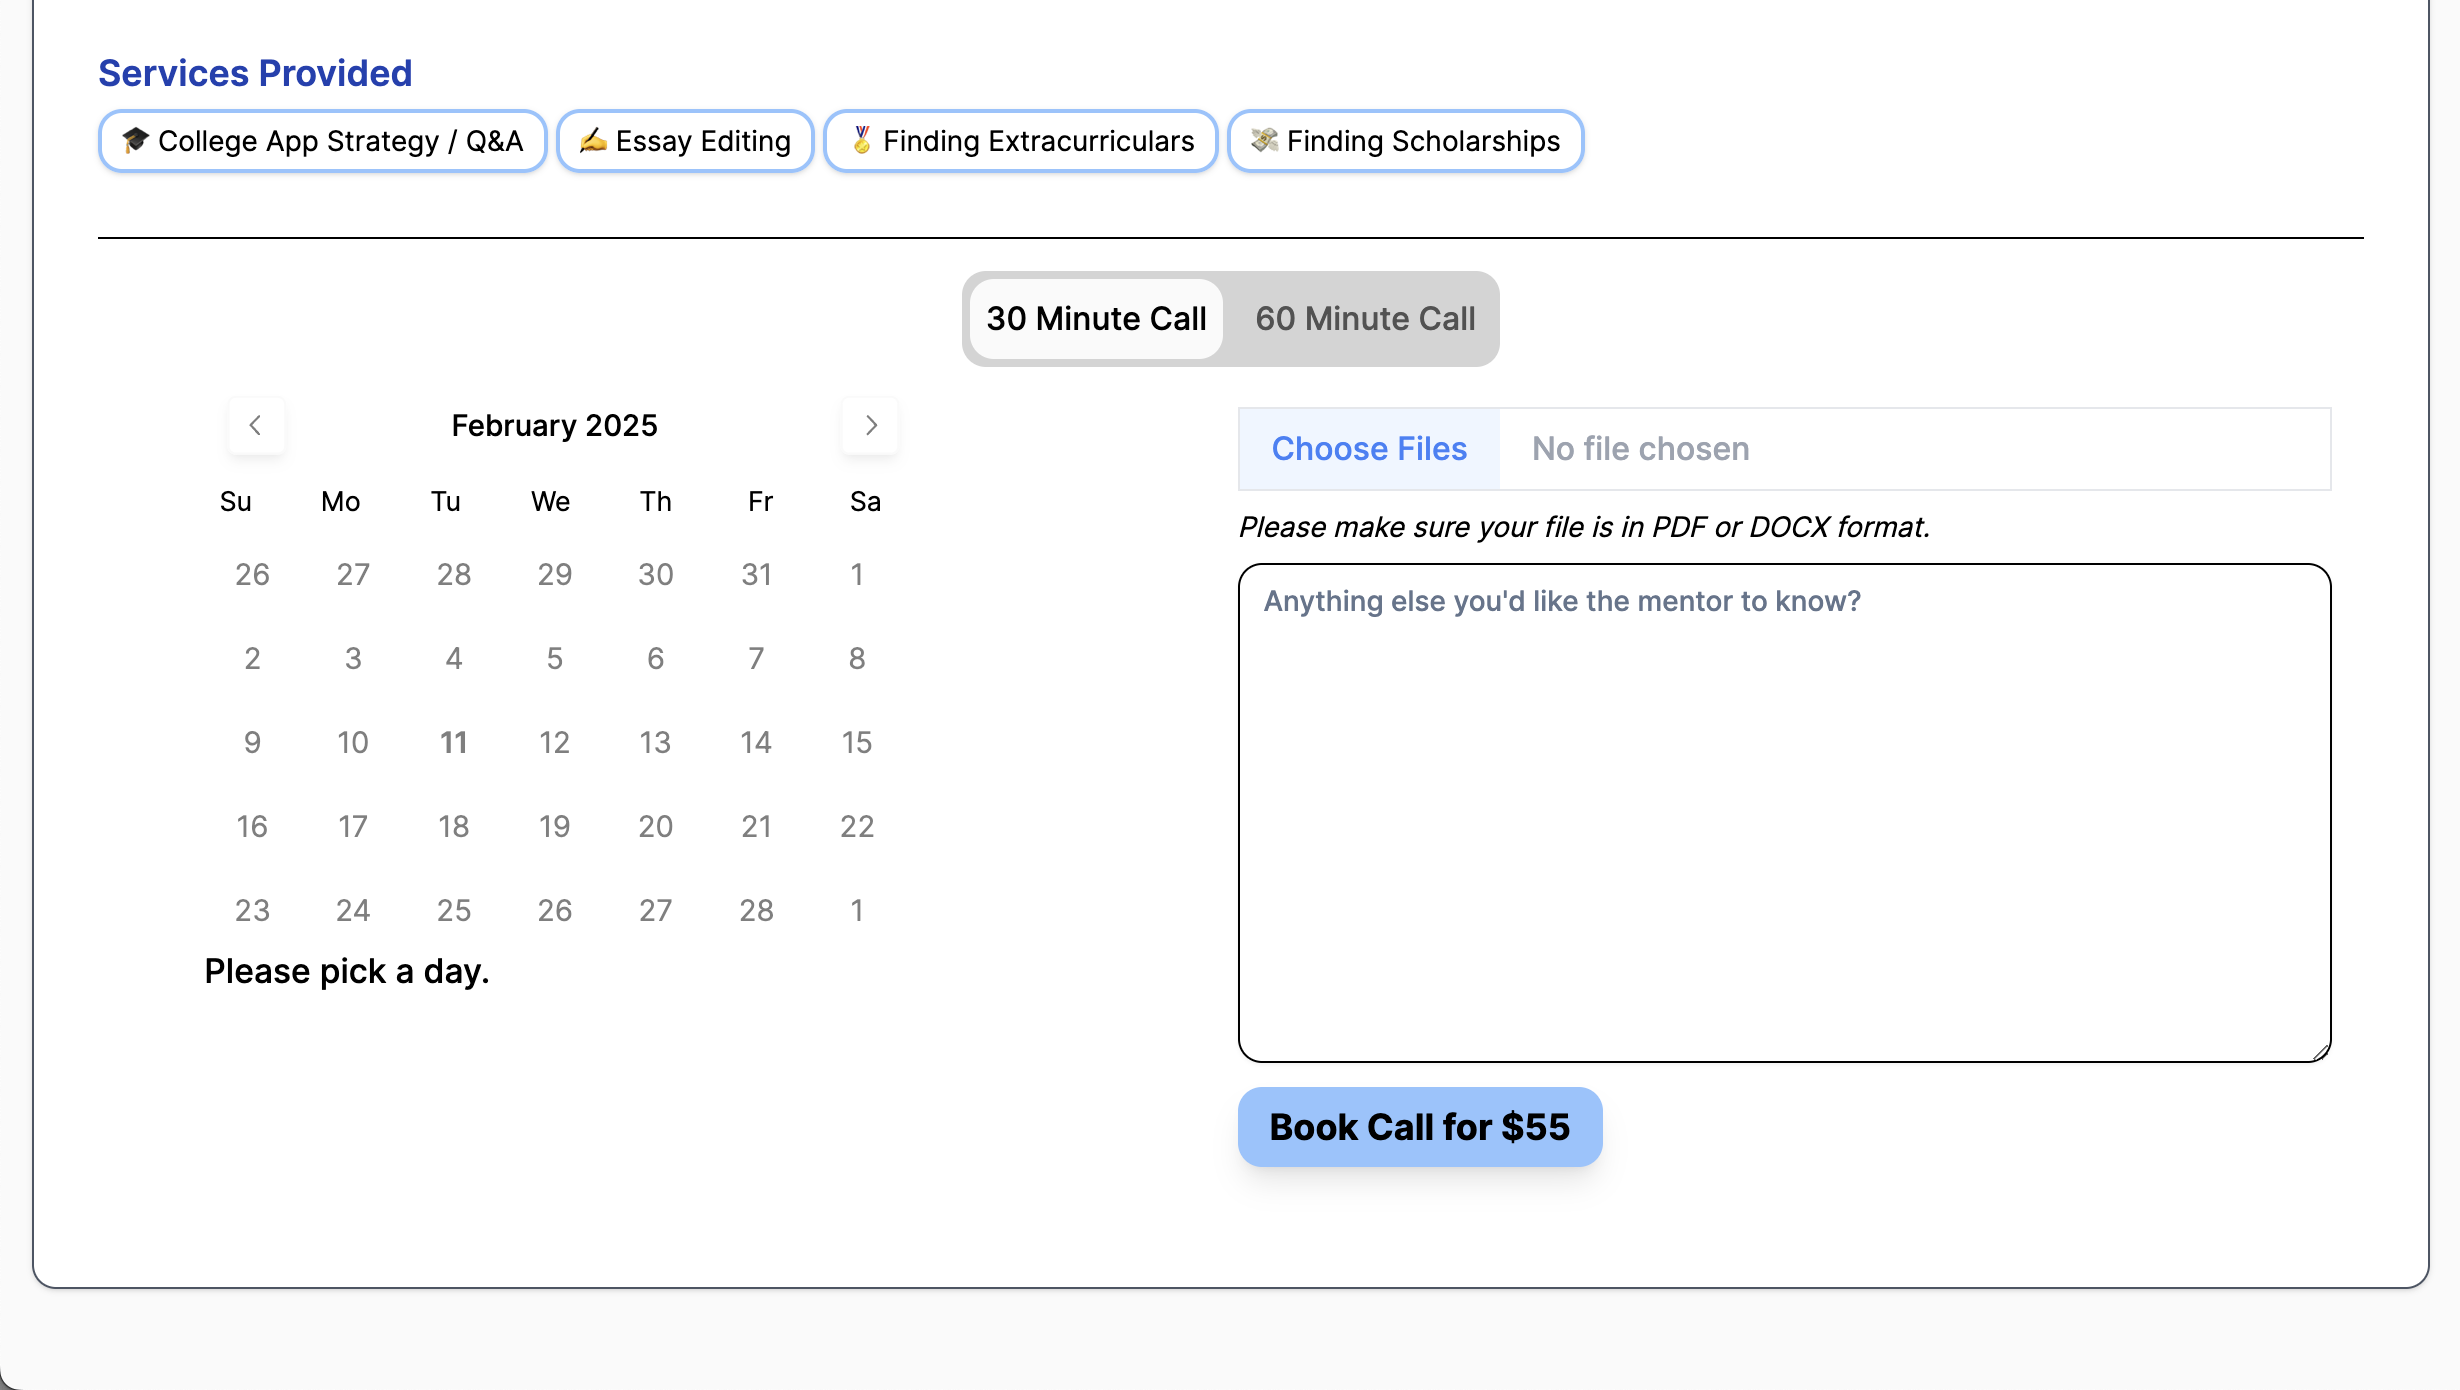 Services Provided
🎓 College App Strategy / Q&A
✍️ Essay Editing
🏅 Finding Extracurriculars
💸 Finding Scholarships
30 Minute Call
60 Minute Call
February 2025
Su Mo Tu We Th Fr Sa
26 27 28 29 30 31 1
2 3 4 5 6 7 8
9 10 11 12 13 14 15
16 17 18 19 20 21 22
23 24 25 26 27 28 1
Please pick a day.
Choose Files No file chosen
Please make sure your file is in PDF or DOCX format.
Anything else you'd like the mentor to know?
Book Call for $55